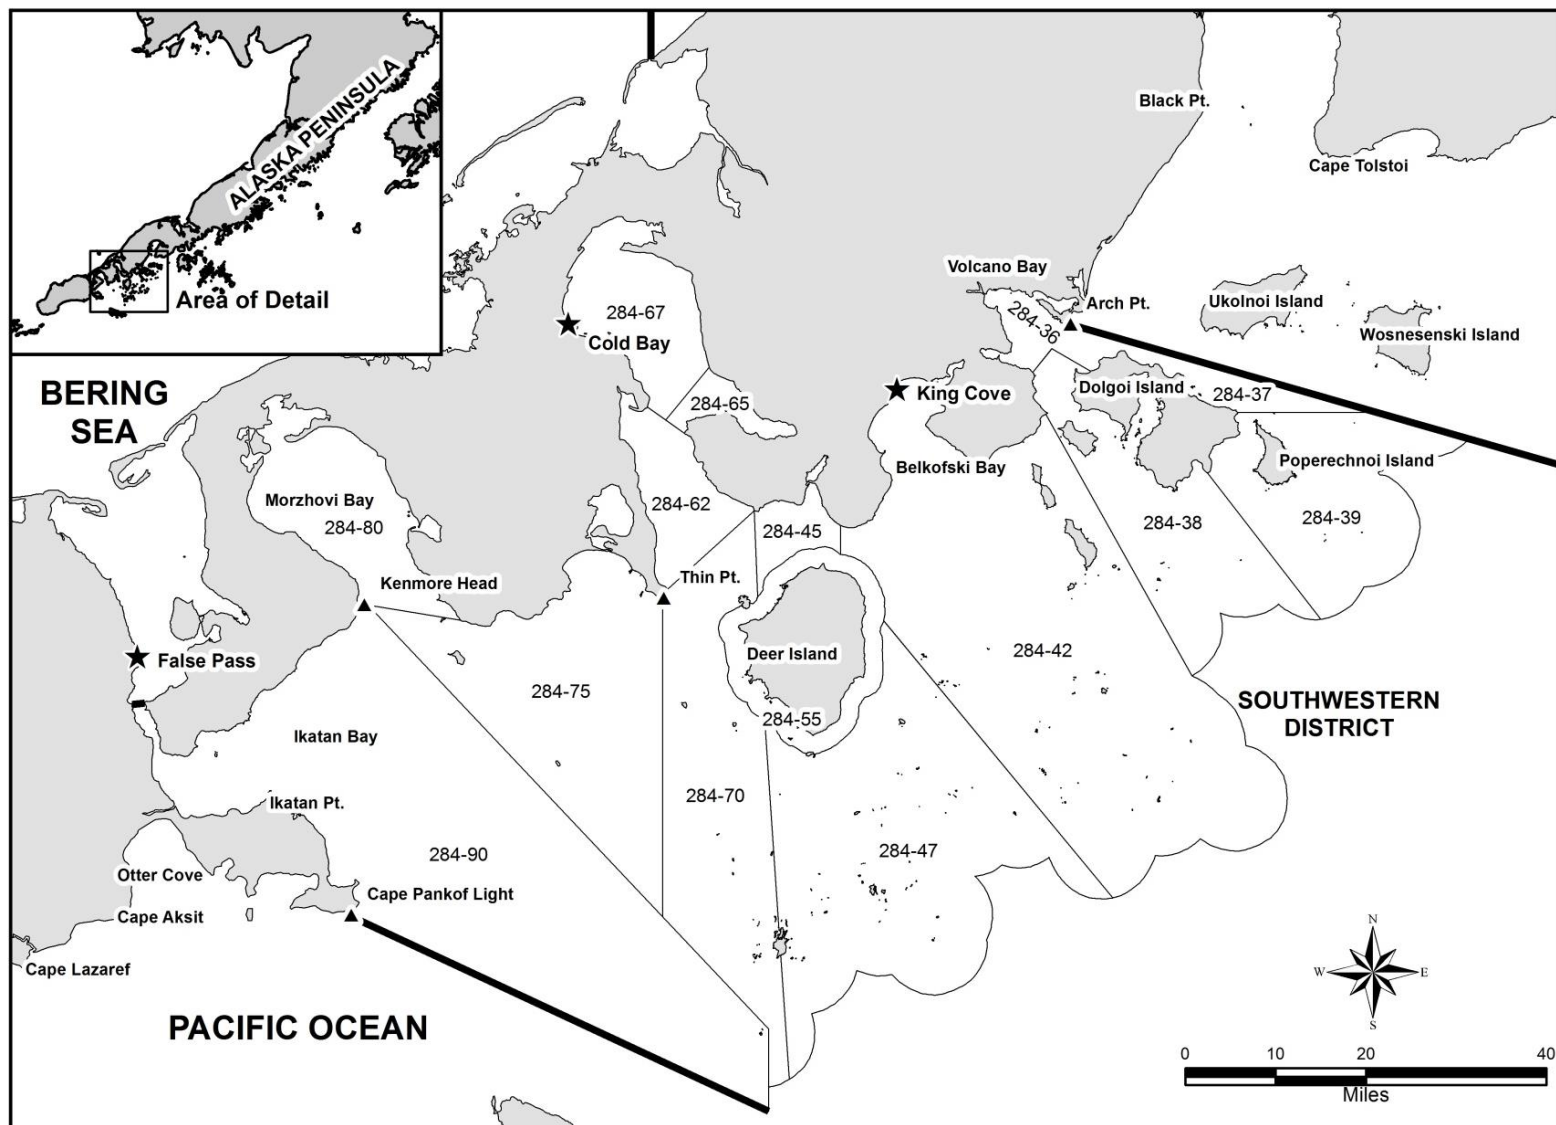 ALASKA PENINSULA
Area of Detail
Black Pt.
Cape Tolstoi
Volcano Bay
Arch Pt.
Ukolnoi Island
Wosnesenski Island
284-67
Cold Bay
284-36
BERING
SEA
King Cove
Dolgoi Island
284-37
284-65
Belkofski Bay
Poperechnoi Island
Morzhovi Bay
284-80
284-62
284-45
284-38
284-39
Kenmore Head
Thin Pt.
False Pass
Deer Island
284-42
284-75
284-55
SOUTHWESTERN
DISTRICT
Ikatan Bay
Ikatan Pt.
284-70
284-90
284-47
Otter Cove
Cape Pankof Light
Cape Aksit
Cape Lazaref
PACIFIC OCEAN
N
W
E
S
0 10 20 40
Miles